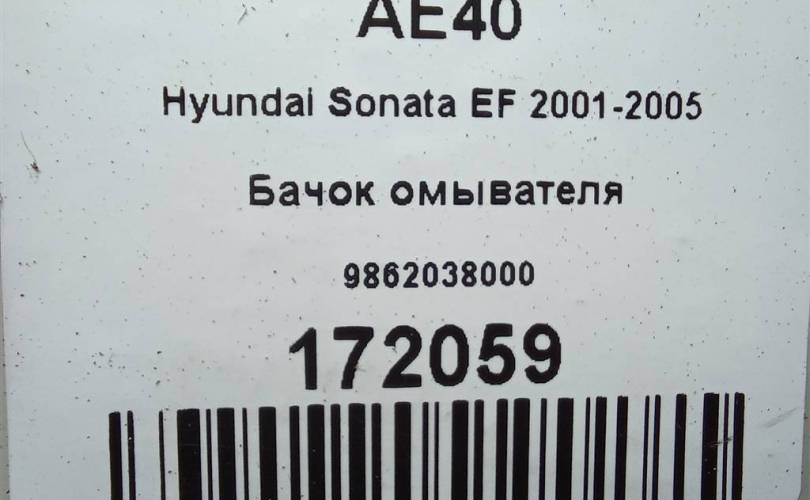 AE40
Hyundai Sonata EF 2001-2005
Бачок омывателя
9862038000
172059